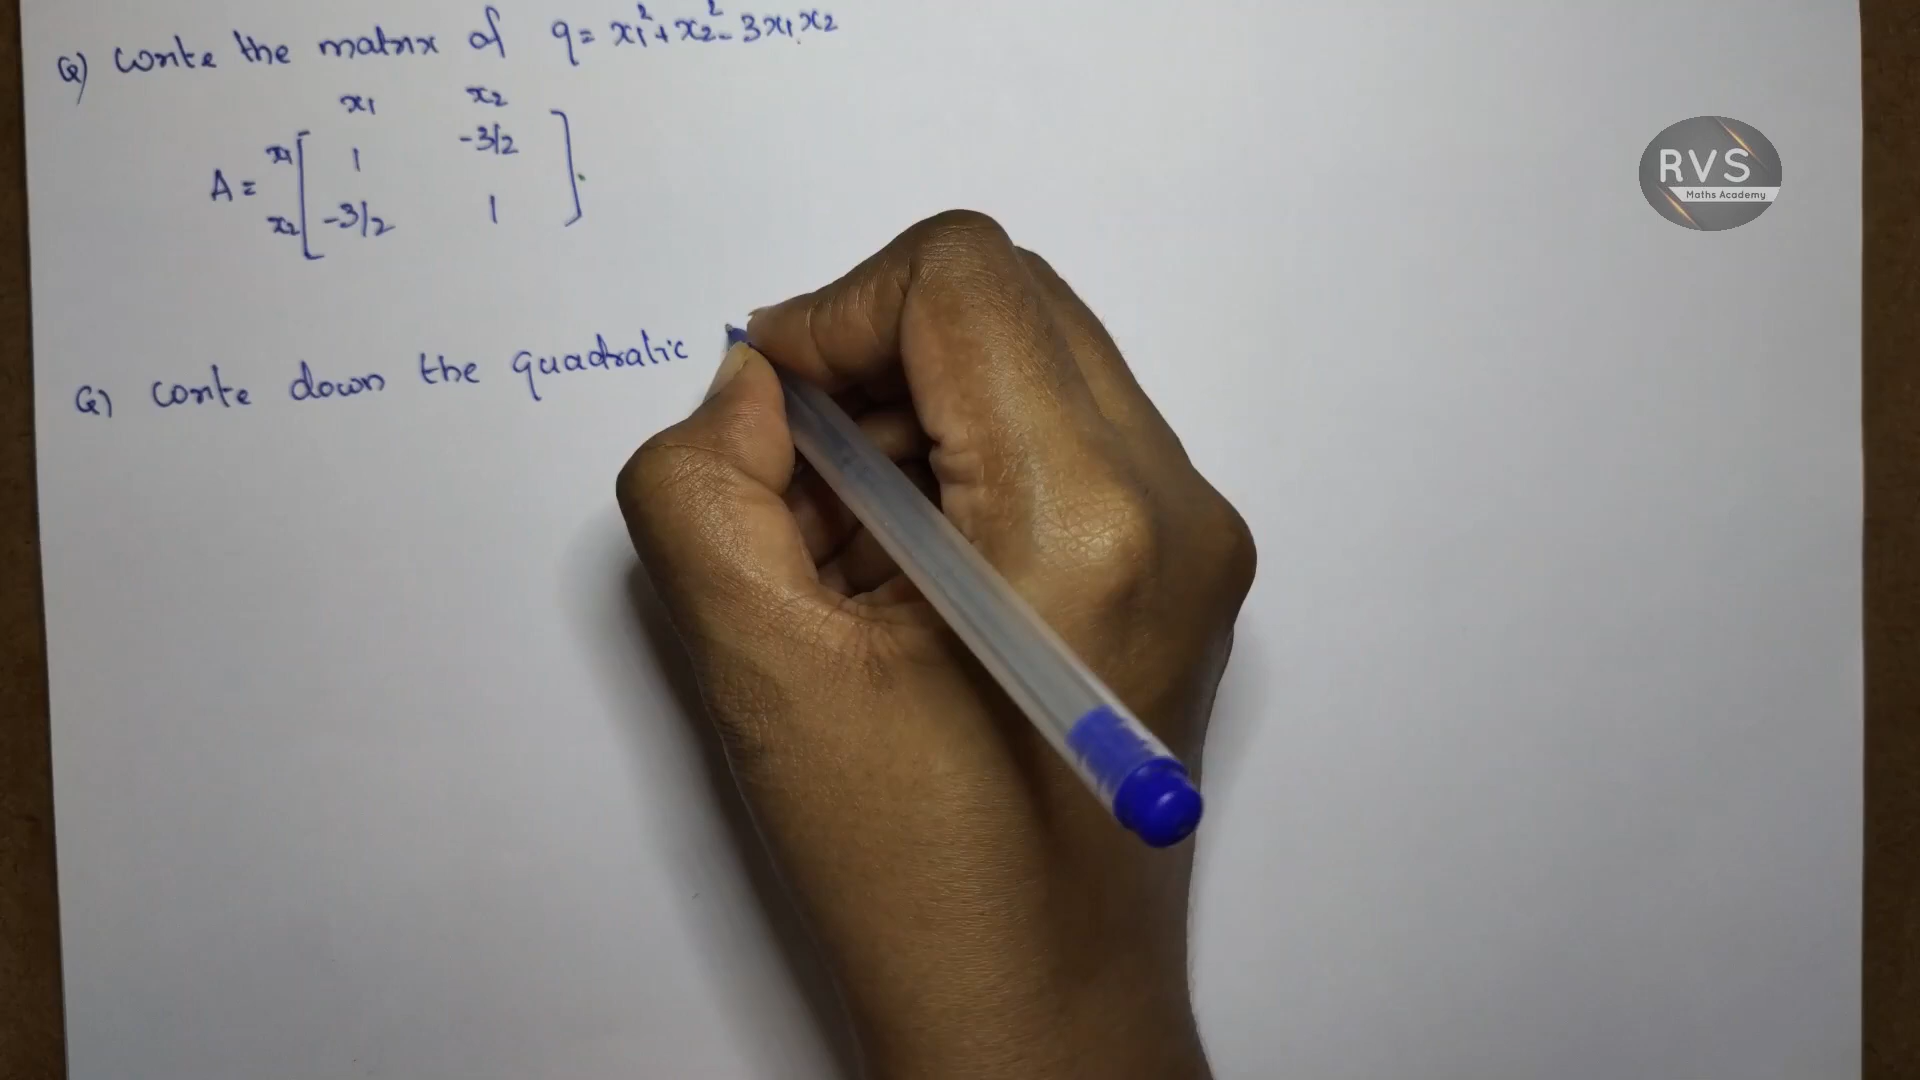 Q) Write the matrix of q = x₁² + x₂² - 3x₁x₂
x₁ x₂
A = x₁ [ 1 -3/2 ]
x₂ [ -3/2 1 ] .
Q) Write down the quadratic
RVS
Maths Academy